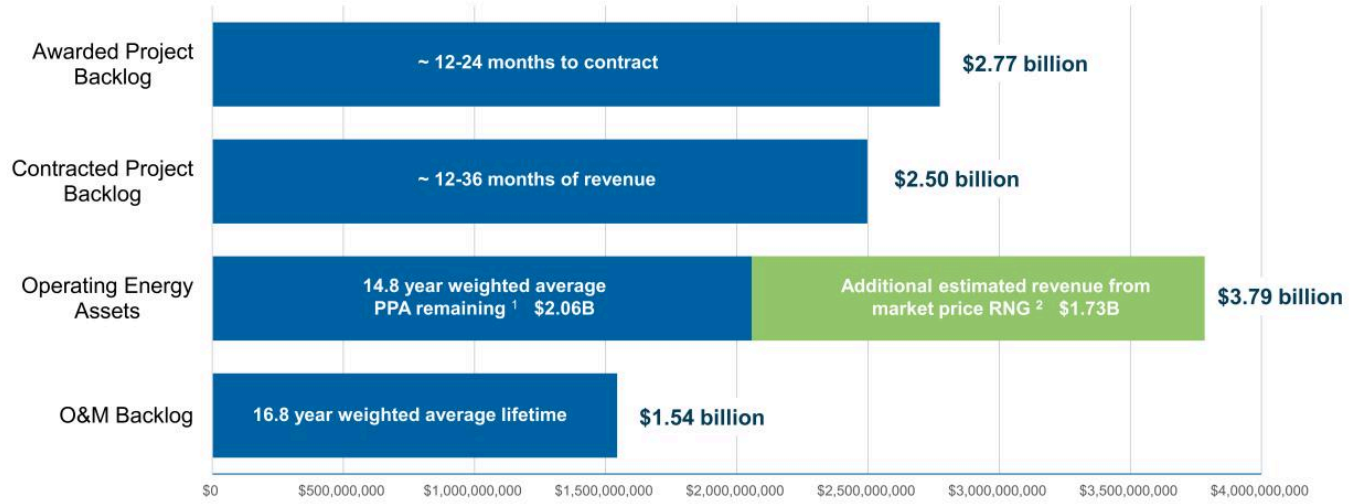 Awarded Project
Backlog
~ 12-24 months to contract
$2.77 billion
Contracted Project
Backlog
~ 12-36 months of revenue
$2.50 billion
Operating Energy
Assets
14.8 year weighted average
PPA remaining ¹ $2.06B
Additional estimated revenue from
market price RNG ² $1.73B
$3.79 billion
O&M Backlog
16.8 year weighted average lifetime
$1.54 billion
$0 $500,000,000 $1,000,000,000 $1,500,000,000 $2,000,000,000 $2,500,000,000 $3,000,000,000 $3,500,000,000 $4,000,000,000